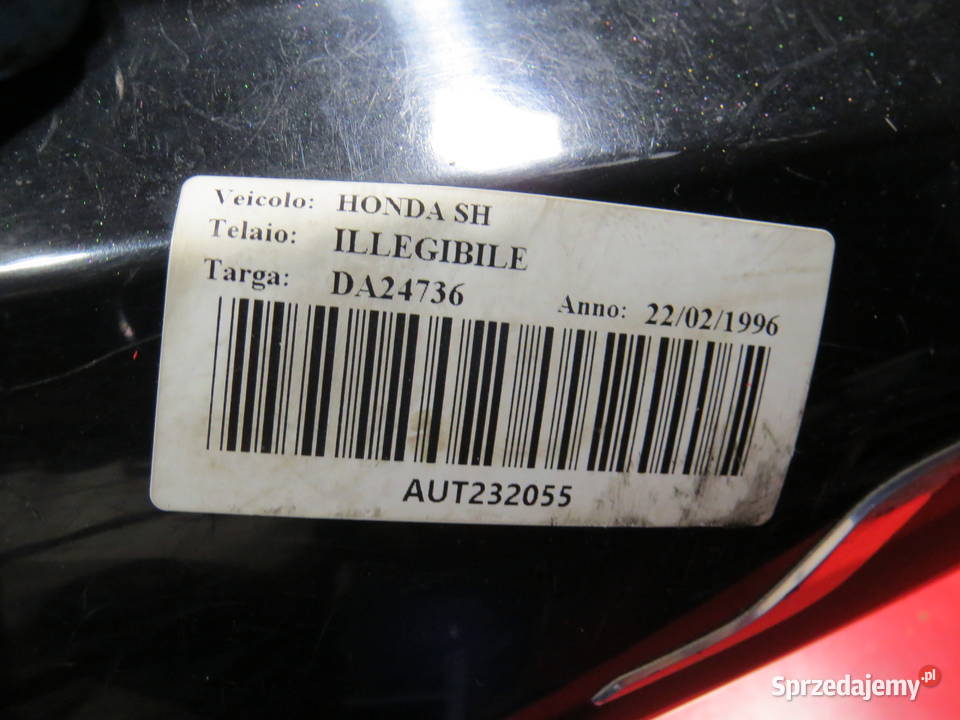 Veicolo: HONDA SH
Telaio: ILLEGIBILE
Targa: DA24736
Anno: 22/02/1996
AUT232055
Sprzedajemy.pl